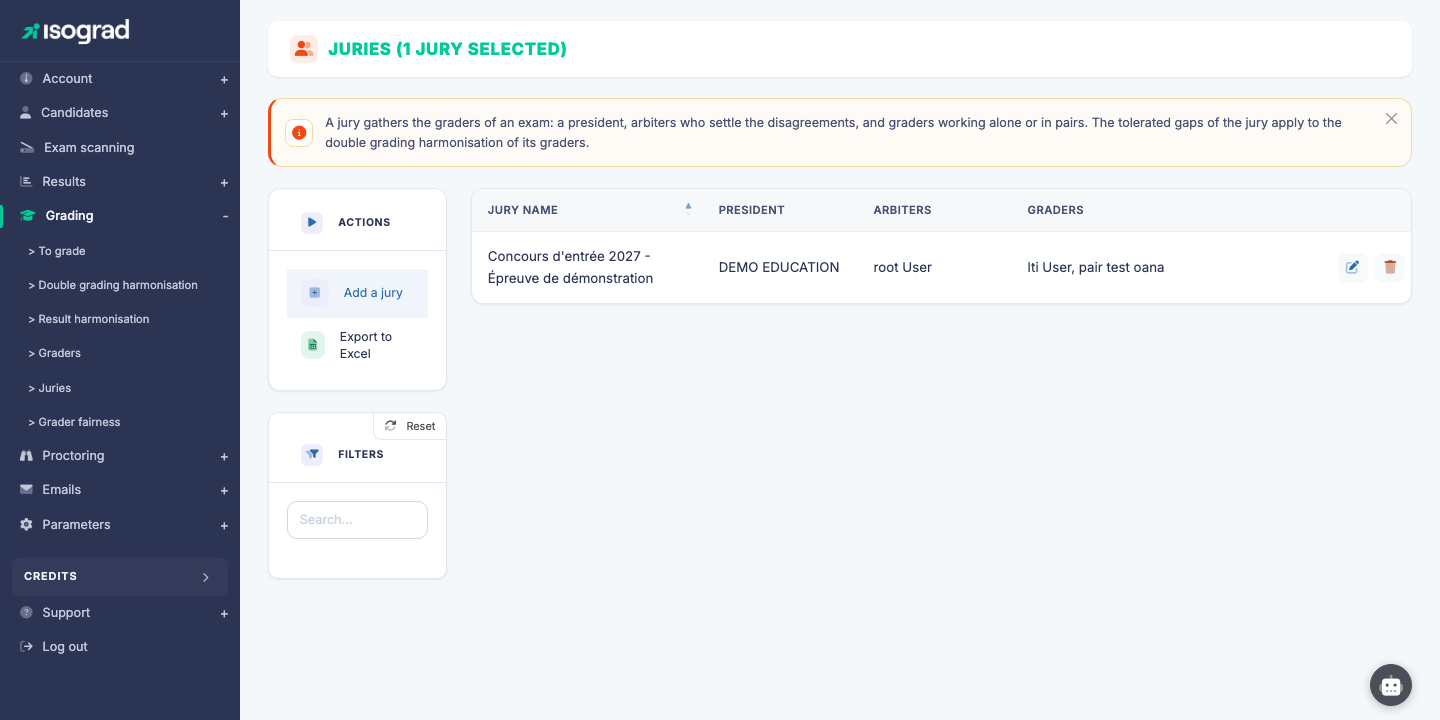 isograd
Account +
Candidates +
Exam scanning
Results +
Grading -
> To grade
> Double grading harmonisation
> Result harmonisation
> Graders
> Juries
> Grader fairness
Proctoring +
Emails +
Parameters +
CREDITS
Support +
Log out
JURIES (1 JURY SELECTED)
A jury gathers the graders of an exam: a president, arbiters who settle the disagreements, and graders working alone or in pairs. The tolerated gaps of the jury apply to the
double grading harmonisation of its graders.
ACTIONS
Add a jury
Export to
Excel
Reset
FILTERS
Search...
JURY NAME PRESIDENT ARBITERS GRADERS
Concours d'entrée 2027 -
Épreuve de démonstration
DEMO EDUCATION root User Iti User, pair test oana